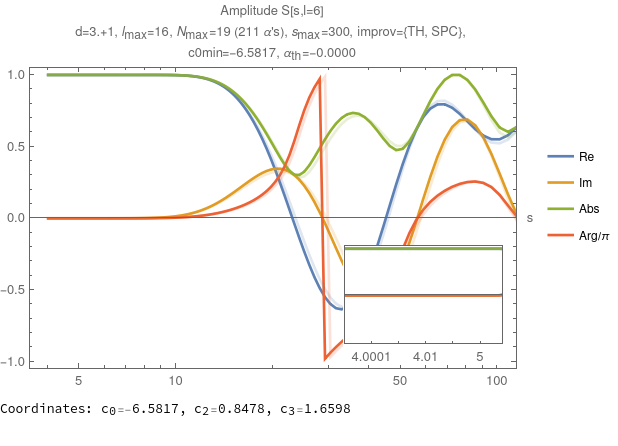 Amplitude S[s,l=6]
d=3.+1, lmax=16, Nmax=19 (211 α's), smax=300, improv={TH, SPC},
c0min=-6.5817, αth=-0.0000
1.0
0.5
0.0
-0.5
-1.0
s
Re
Im
Abs
Arg/π
4.0001 4.01 5
5 10 50 100
Coordinates: c0=-6.5817, c2=0.8478, c3=1.6598